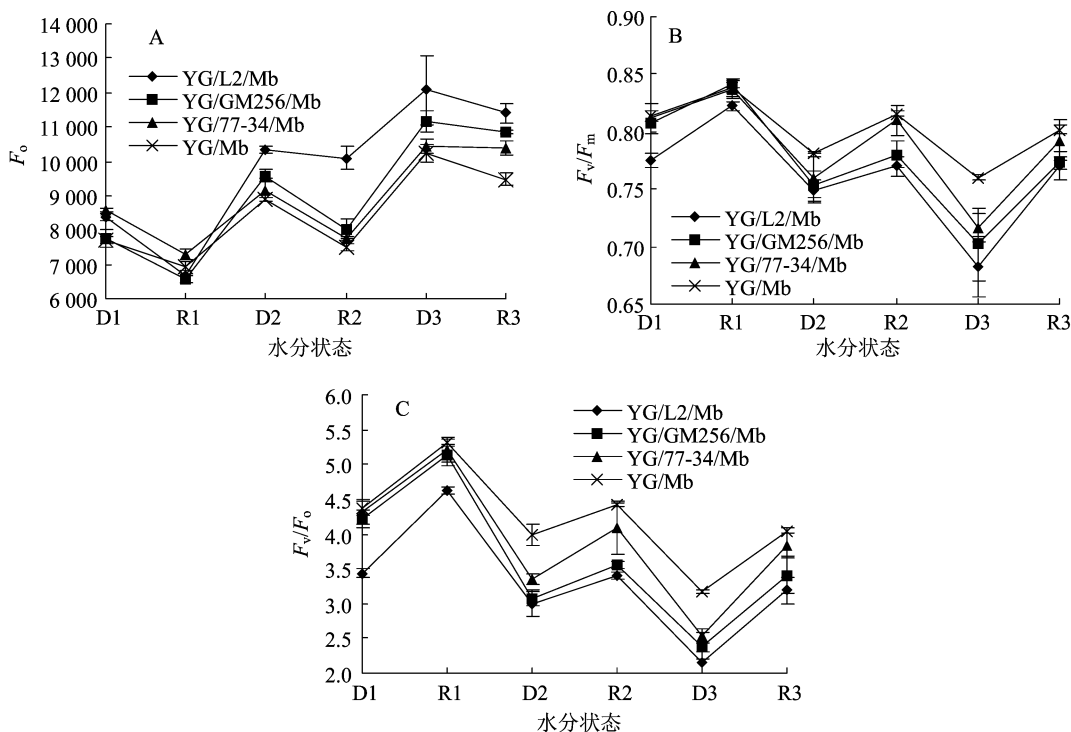 A
14 000
13 000
12 000
11 000
10 000
9 000
8 000
7 000
6 000
Fo
YG/L2/Mb
YG/GM256/Mb
YG/77-34/Mb
YG/Mb
D1 R1 D2 R2 D3 R3
水分状态
B
0.90
0.85
0.80
0.75
0.70
0.65
Fv/Fm
YG/L2/Mb
YG/GM256/Mb
YG/77-34/Mb
YG/Mb
D1 R1 D2 R2 D3 R3
水分状态
C
6.0
5.5
5.0
4.5
4.0
3.5
3.0
2.5
2.0
Fv/Fo
YG/L2/Mb
YG/GM256/Mb
YG/77-34/Mb
YG/Mb
D1 R1 D2 R2 D3 R3
水分状态